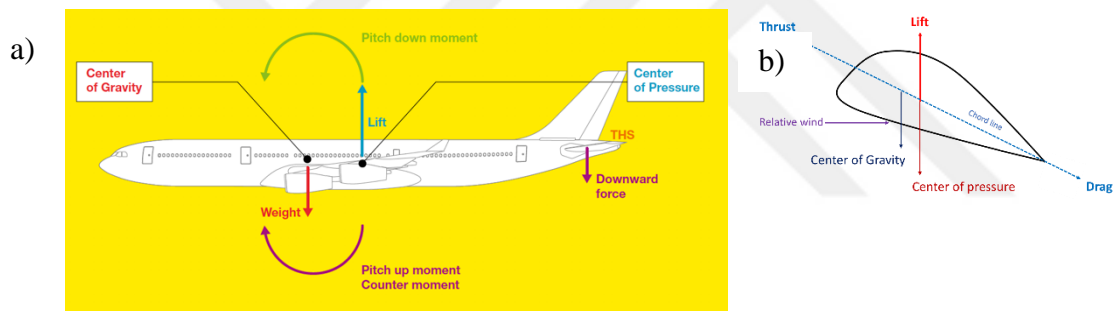 a)
Pitch down moment
Center
of Gravity
Center
of Pressure
Lift
THS
Downward
force
Weight
Pitch up moment
Counter moment
b)
Thrust
Lift
Chord line
Relative wind
Center of Gravity
Center of pressure
Drag